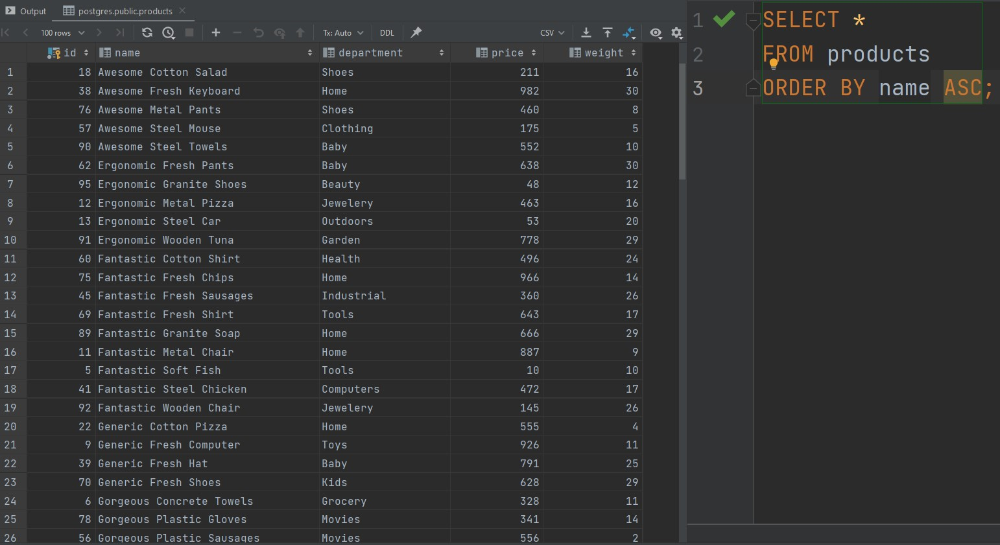 Output postgres.public.products
100 rows Tx: Auto DDL CSV
id name department price weight
1 18 Awesome Cotton Salad Shoes 211 16
2 38 Awesome Fresh Keyboard Home 982 30
3 76 Awesome Metal Pants Shoes 460 8
4 57 Awesome Steel Mouse Clothing 175 5
5 90 Awesome Steel Towels Baby 552 10
6 62 Ergonomic Fresh Pants Baby 638 30
7 95 Ergonomic Granite Shoes Beauty 48 12
8 12 Ergonomic Metal Pizza Jewelery 463 16
9 13 Ergonomic Steel Car Outdoors 53 20
10 91 Ergonomic Wooden Tuna Garden 778 29
11 60 Fantastic Cotton Shirt Health 496 24
12 75 Fantastic Fresh Chips Home 966 14
13 45 Fantastic Fresh Sausages Industrial 360 26
14 69 Fantastic Fresh Shirt Tools 643 17
15 89 Fantastic Granite Soap Home 666 29
16 11 Fantastic Metal Chair Home 887 9
17 5 Fantastic Soft Fish Tools 10 10
18 41 Fantastic Steel Chicken Computers 472 17
19 92 Fantastic Wooden Chair Jewelery 145 26
20 22 Generic Cotton Pizza Home 555 4
21 9 Generic Fresh Computer Toys 926 11
22 39 Generic Fresh Hat Baby 791 25
23 70 Generic Fresh Shoes Kids 628 29
24 6 Gorgeous Concrete Towels Grocery 328 11
25 78 Gorgeous Plastic Gloves Movies 341 14
26 56 Gorgeous Plastic Sausages Movies 556 2
1 SELECT *
2 FROM products
3 ORDER BY name ASC;